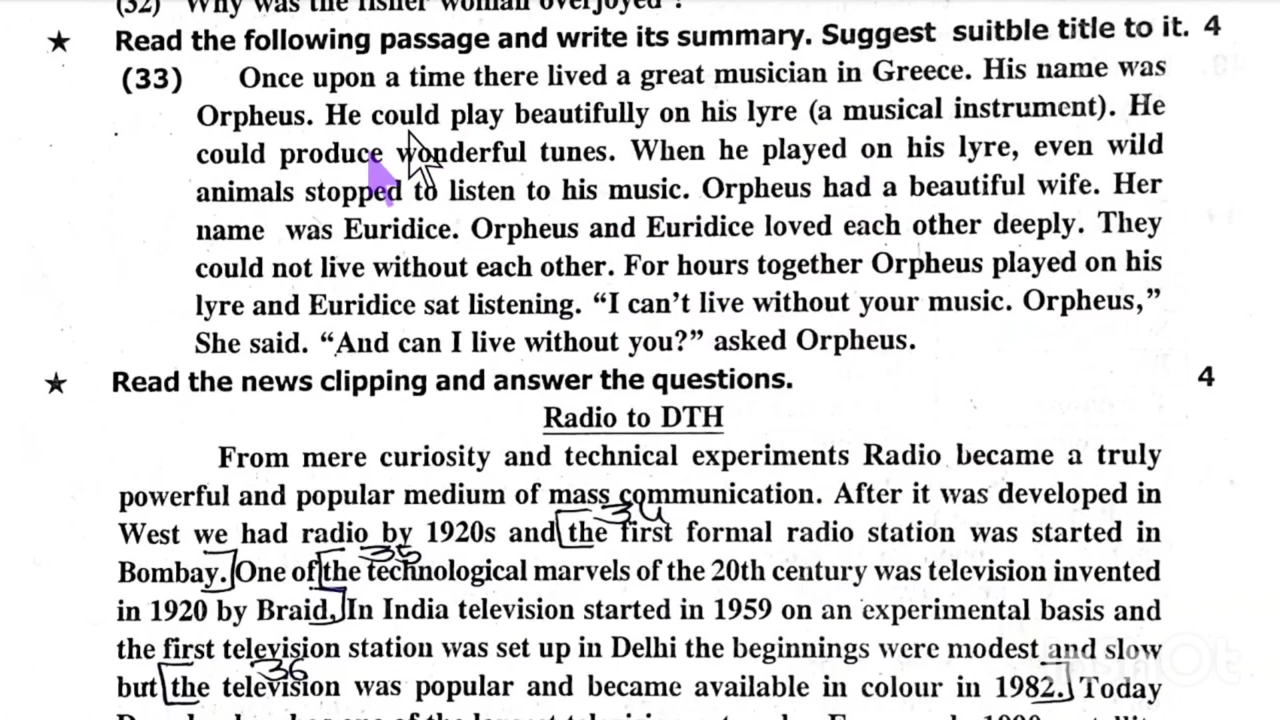 (32) Why was the fisher woman overjoyed ?
★ Read the following passage and write its summary. Suggest suitble title to it. 4
(33) Once upon a time there lived a great musician in Greece. His name was
Orpheus. He could play beautifully on his lyre (a musical instrument). He
could produce wonderful tunes. When he played on his lyre, even wild
animals stopped to listen to his music. Orpheus had a beautiful wife. Her
name was Euridice. Orpheus and Euridice loved each other deeply. They
could not live without each other. For hours together Orpheus played on his
lyre and Euridice sat listening. “I can’t live without your music. Orpheus,”
She said. “And can I live without you?” asked Orpheus.
★ Read the news clipping and answer the questions. 4
Radio to DTH
From mere curiosity and technical experiments Radio became a truly
powerful and popular medium of mass communication. After it was developed in
34
West we had radio by 1920s and [the first formal radio station was started in
35
Bombay.] One of [the technological marvels of the 20th century was television invented
in 1920 by Braid,] In India television started in 1959 on an experimental basis and
the first television station was set up in Delhi the beginnings were modest and slow
36
but [the television was popular and became available in colour in 1982.] Today